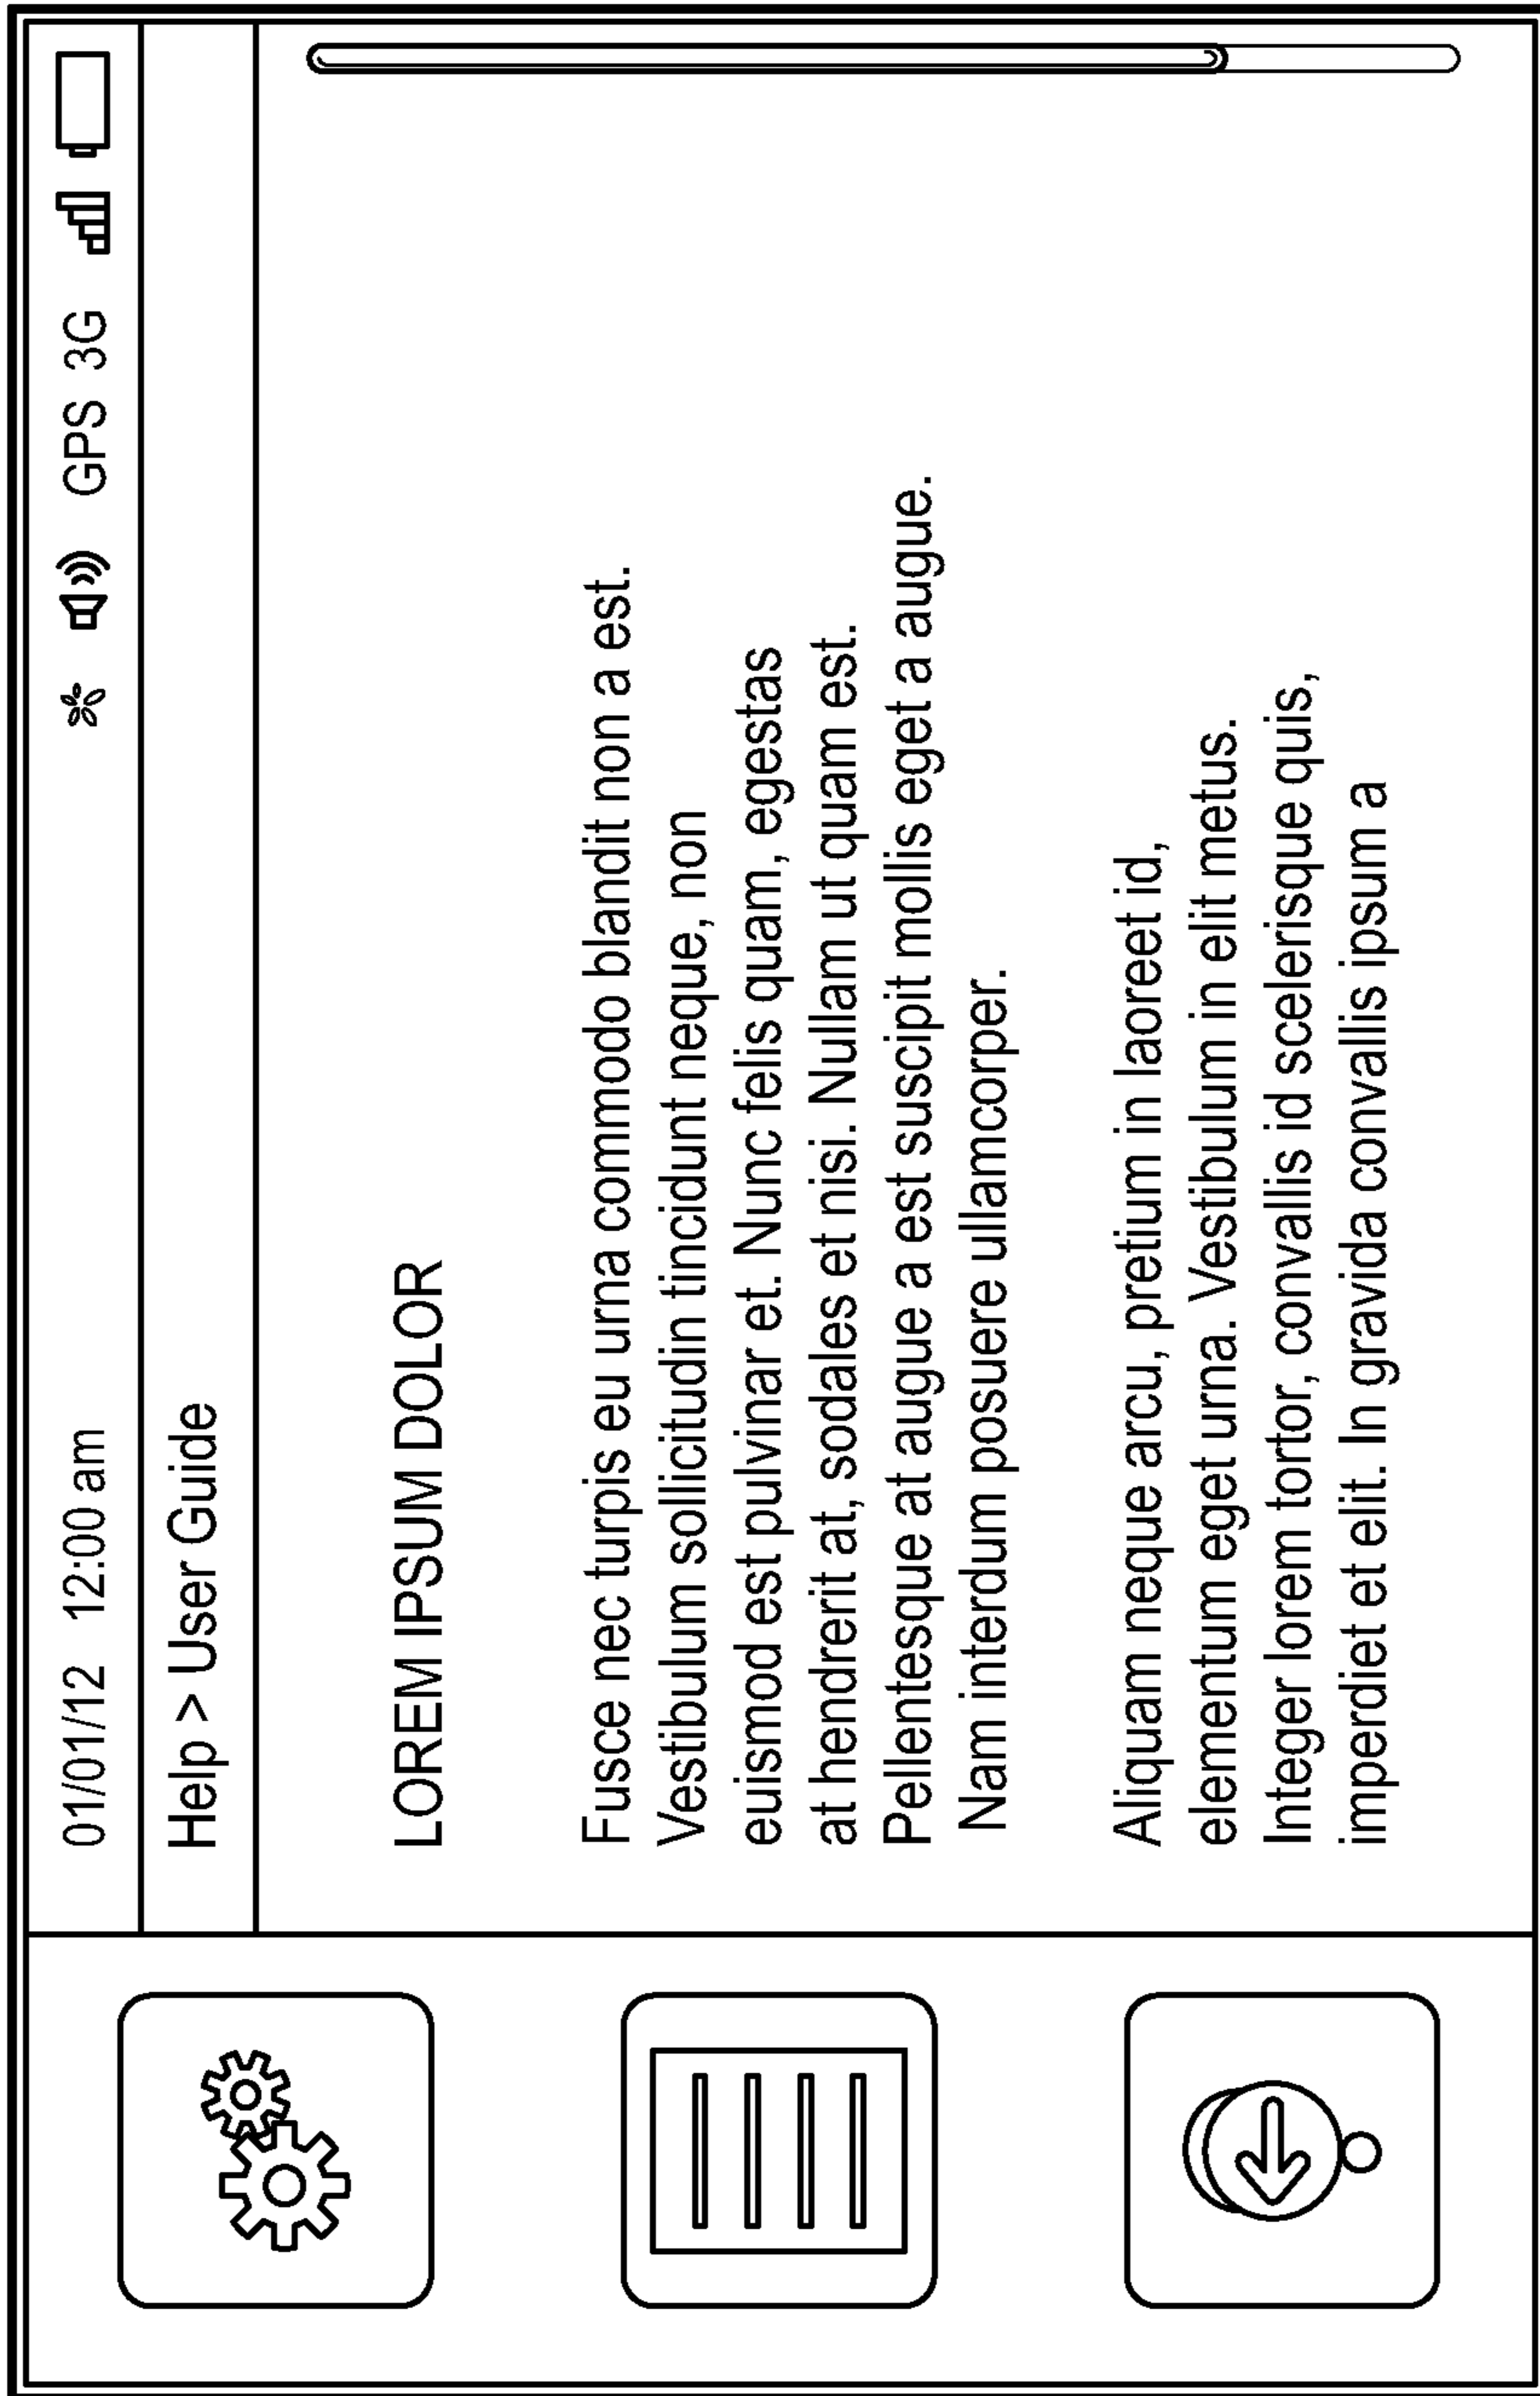 01/01/12 12:00 am GPS 3G
Help > User Guide
LOREM IPSUM DOLOR
Fusce nec turpis eu urna commodo blandit non a est.
Vestibulum sollicitudin tincidunt neque, non
euismod est pulvinar et. Nunc felis quam, egestas
at hendrerit at, sodales et nisi. Nullam ut quam est.
Pellentesque at augue a est suscipit mollis eget a augue.
Nam interdum posuere ullamcorper.
Aliquam neque arcu, pretium in laoreet id,
elementum eget urna. Vestibulum in elit metus.
Integer lorem tortor, convallis id scelerisque quis,
imperdiet et elit. In gravida convallis ipsum a